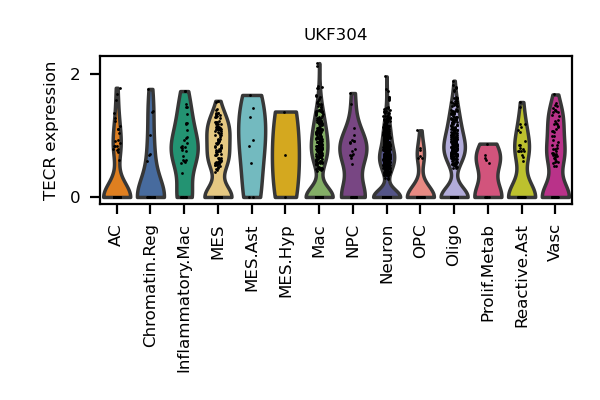 UKF304
TECR expression
2
0
AC
Chromatin.Reg
Inflammatory.Mac
MES
MES.Ast
MES.Hyp
Mac
NPC
Neuron
OPC
Oligo
Prolif.Metab
Reactive.Ast
Vasc